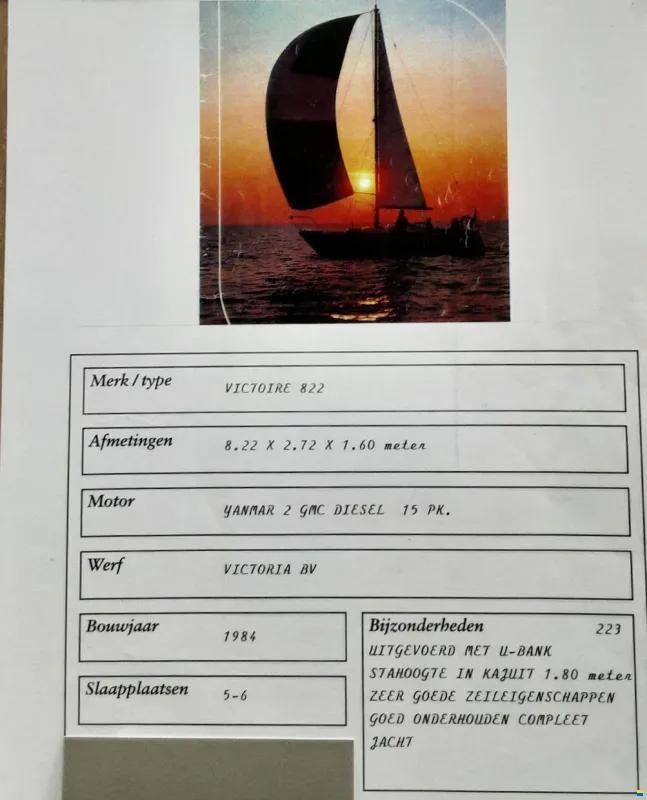 Merk/type VICTOIRE 822
Afmetingen 8.22 X 2.72 X 1.60 meter
Motor YANMAR 2 GMC DIESEL 15 PK.
Werf VICTORIA BV
Bouwjaar 1984
Slaapplaatsen 5-6
Bijzonderheden 223
UITGEVOERD MET U-BANK
STAHOOGTE IN KAJUIT 1.80 meter
ZEER GOEDE ZEILEIGENSCHAPPEN
GOED ONDERHOUDEN COMPLEET
JACHT